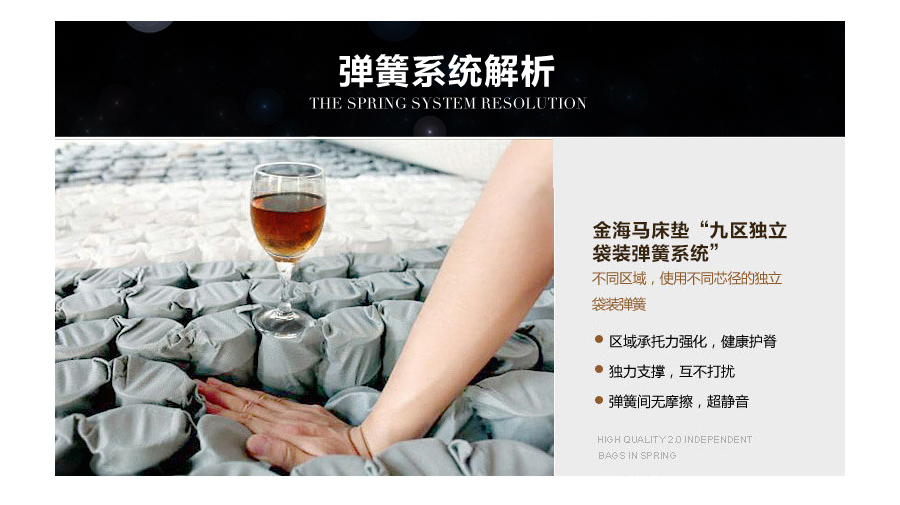 弹簧系统解析
THE SPRING SYSTEM RESOLUTION
金海马床垫“九区独立
袋装弹簧系统”
不同区域，使用不同芯径的独立
袋装弹簧
区域承托力强化，健康护脊
独力支撑，互不打扰
弹簧间无摩擦，超静音
HIGH QUALITY 2.0 INDEPENDENT
BAGS IN SPRING